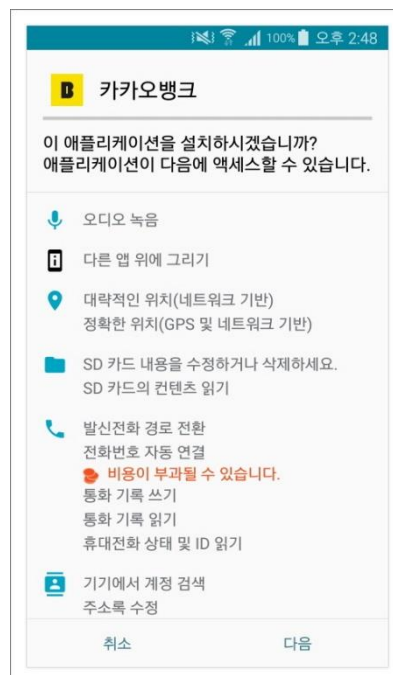 100% 오후 2:48
B 카카오뱅크
이 애플리케이션을 설치하시겠습니까?
애플리케이션이 다음에 액세스할 수 있습니다.
오디오 녹음
다른 앱 위에 그리기
대략적인 위치(네트워크 기반)
정확한 위치(GPS 및 네트워크 기반)
SD 카드 내용을 수정하거나 삭제하세요.
SD 카드의 컨텐츠 읽기
발신전화 경로 전환
전화번호 자동 연결
비용이 부과될 수 있습니다.
통화 기록 쓰기
통화 기록 읽기
휴대전화 상태 및 ID 읽기
기기에서 계정 검색
주소록 수정
취소 다음